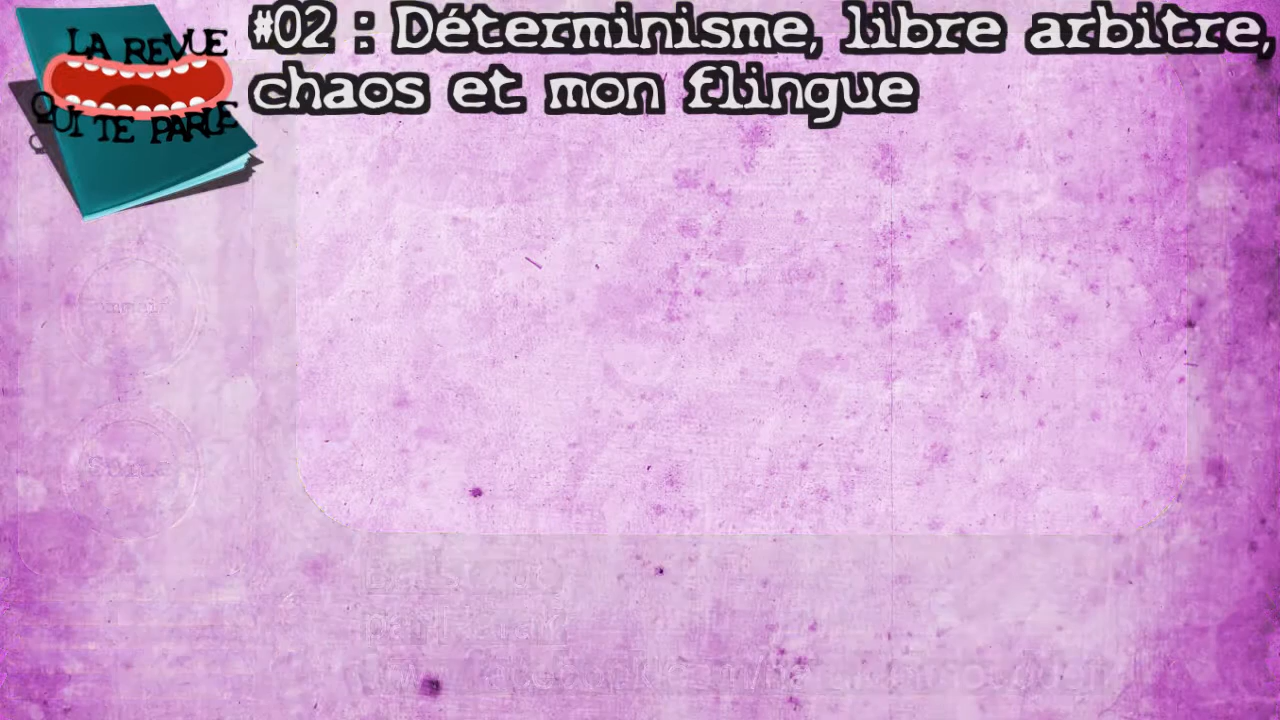 LA REVUE
QUI TE PARLE
#02 : Déterminisme, libre arbitre,
chaos et mon flingue